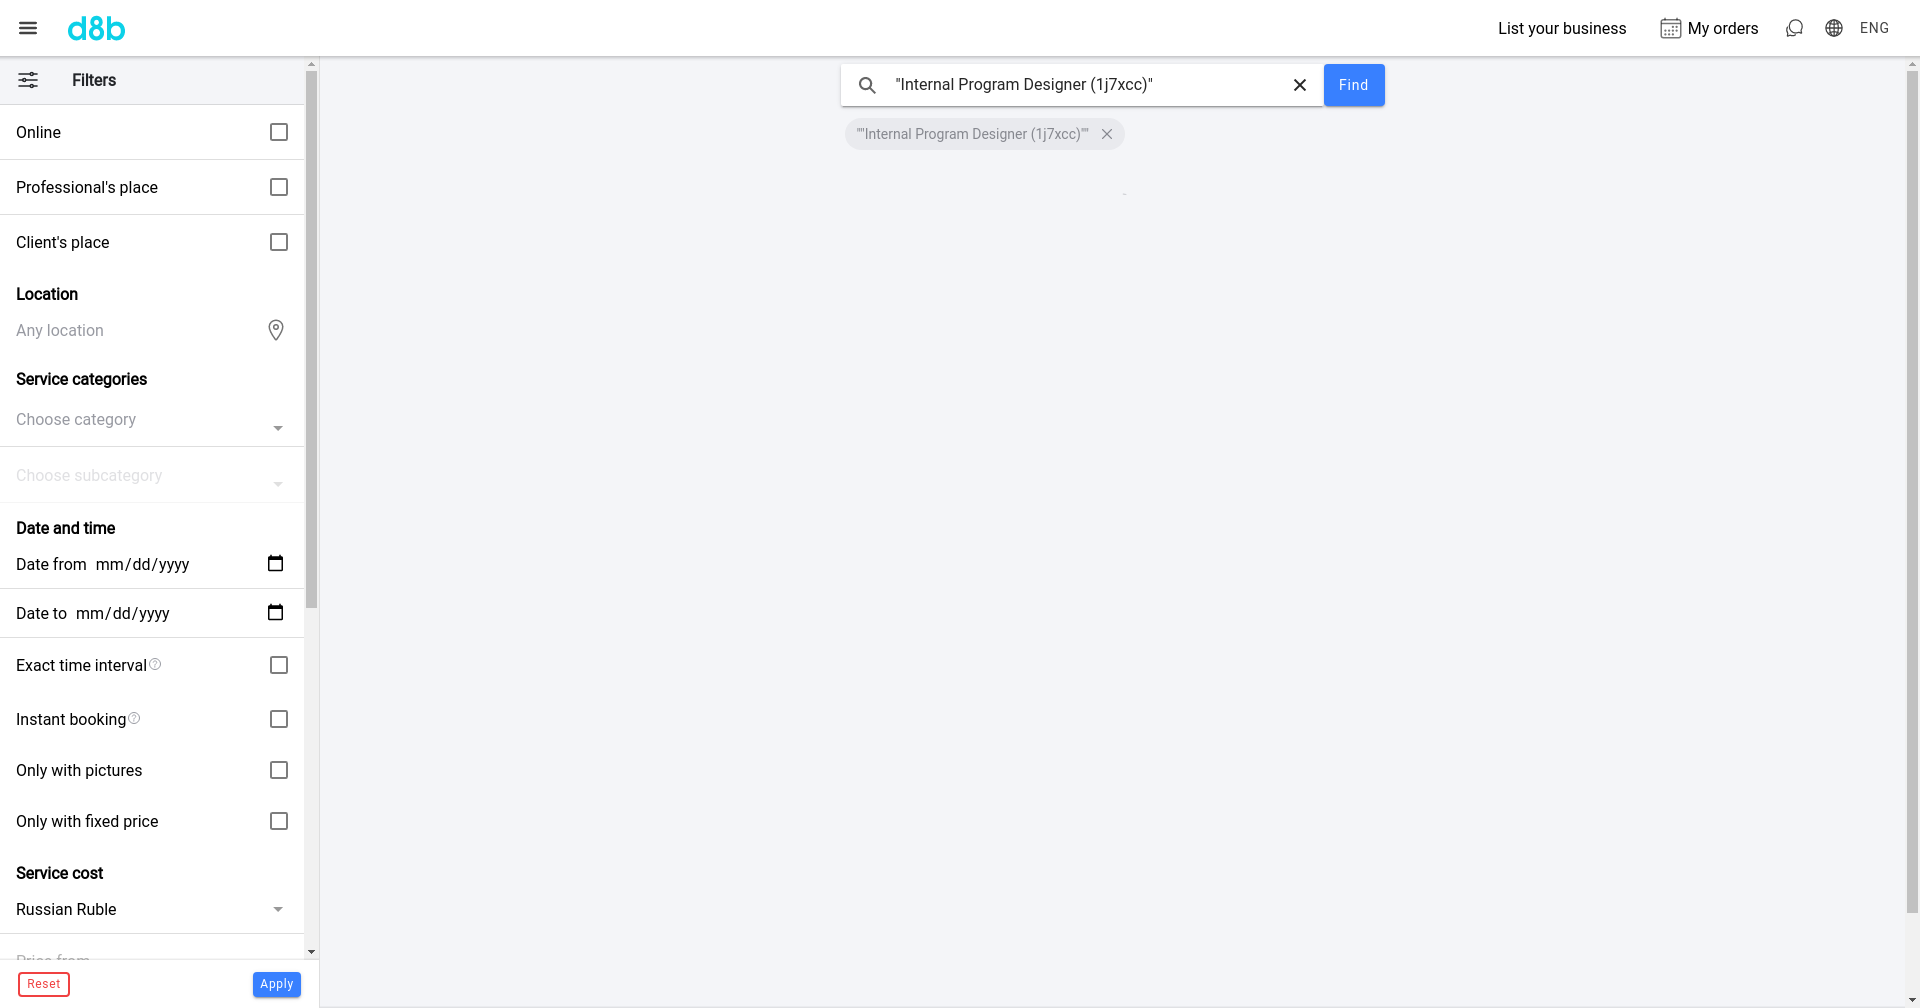 d8b
List your business
My orders
ENG
Filters
Online
Professional's place
Client's place
Location
Any location
Service categories
Choose category
Choose subcategory
Date and time
Date from mm/dd/yyyy
Date to mm/dd/yyyy
Exact time interval
Instant booking
Only with pictures
Only with fixed price
Service cost
Russian Ruble
Price from
Reset
Apply
"Internal Program Designer (1j7xcc)"
Find
""Internal Program Designer (1j7xcc)""